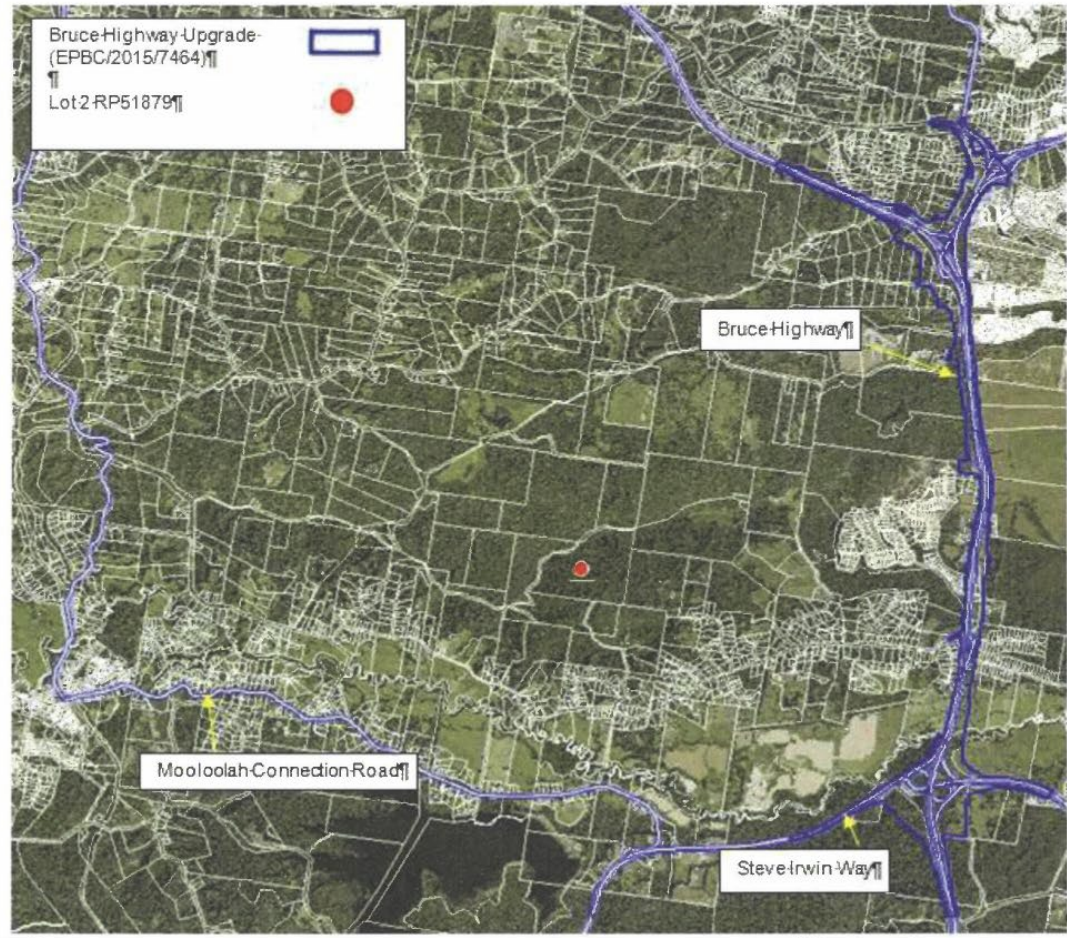 Bruce·Highway·Upgrade·
(EPBC/2015/7464)¶
¶
Lot·2·RP51879¶
Bruce·Highway¶
Mooloolah·Connection·Road¶
Steve·Irwin·Way¶